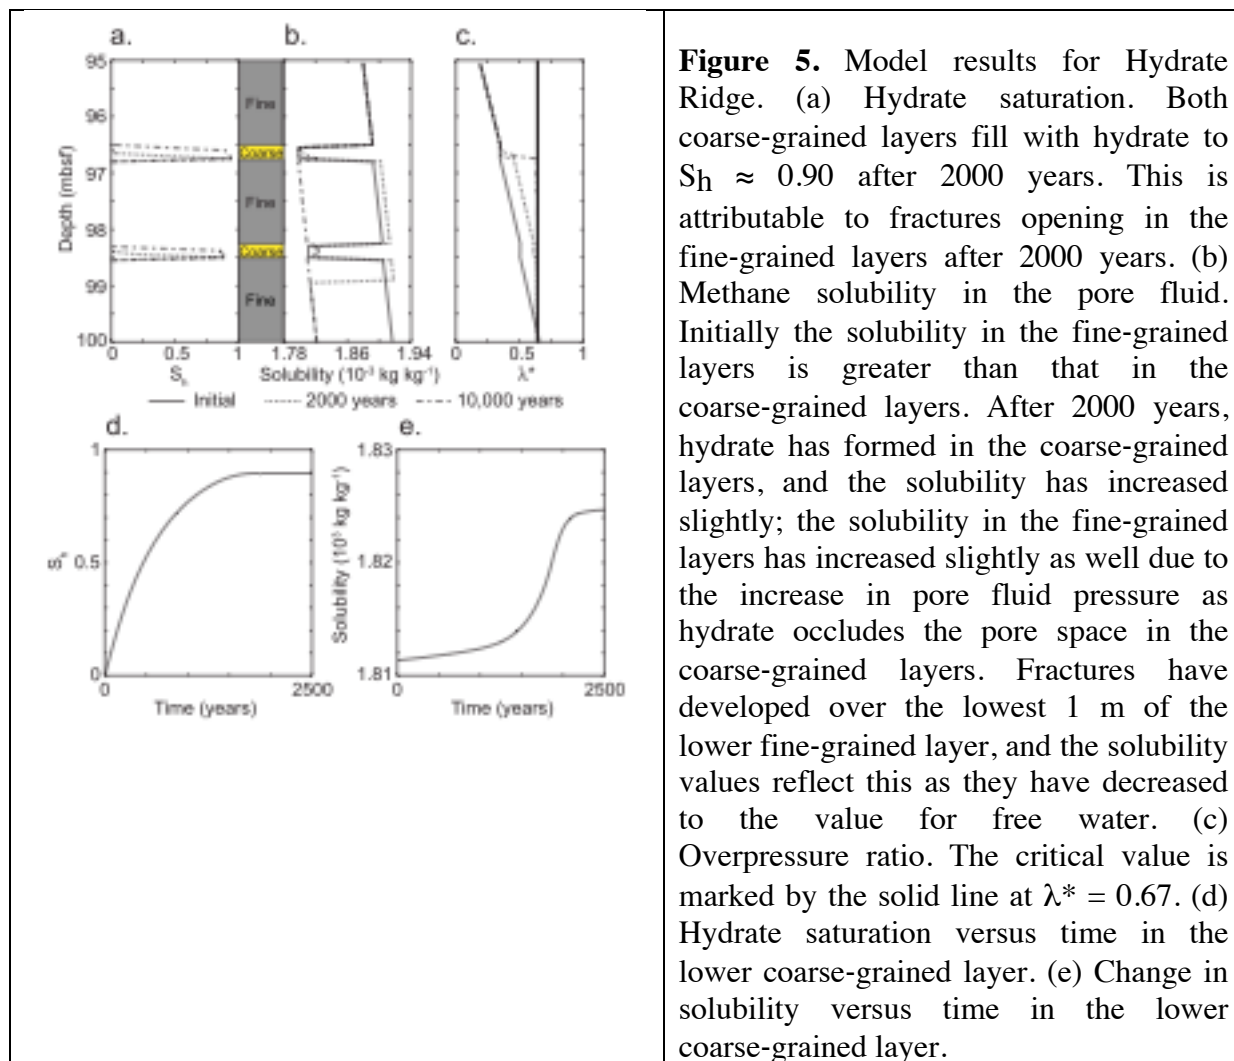 a.
b.
c.
95
96
97
98
99
100
Depth (mbsf)
Fine
Coarse
Fine
Coarse
Fine
0 0.5 1
Sh
1.78 1.86 1.94
Solubility (10-3 kg kg-1)
0 0.5 1
λ*
Initial 2000 years 10,000 years
d.
1
0.5
0
Sh
0 2500
Time (years)
e.
1.83
1.82
1.81
Solubility (103 kg kg-1)
0 2500
Time (years)
Figure 5. Model results for Hydrate
Ridge. (a) Hydrate saturation. Both
coarse-grained layers fill with hydrate to
Sh ≈ 0.90 after 2000 years. This is
attributable to fractures opening in the
fine-grained layers after 2000 years. (b)
Methane solubility in the pore fluid.
Initially the solubility in the fine-grained
layers is greater than that in the
coarse-grained layers. After 2000 years,
hydrate has formed in the coarse-grained
layers, and the solubility has increased
slightly; the solubility in the fine-grained
layers has increased slightly as well due to
the increase in pore fluid pressure as
hydrate occludes the pore space in the
coarse-grained layers. Fractures have
developed over the lowest 1 m of the
lower fine-grained layer, and the solubility
values reflect this as they have decreased
to the value for free water. (c)
Overpressure ratio. The critical value is
marked by the solid line at λ* = 0.67. (d)
Hydrate saturation versus time in the
lower coarse-grained layer. (e) Change in
solubility versus time in the lower
coarse-grained layer.